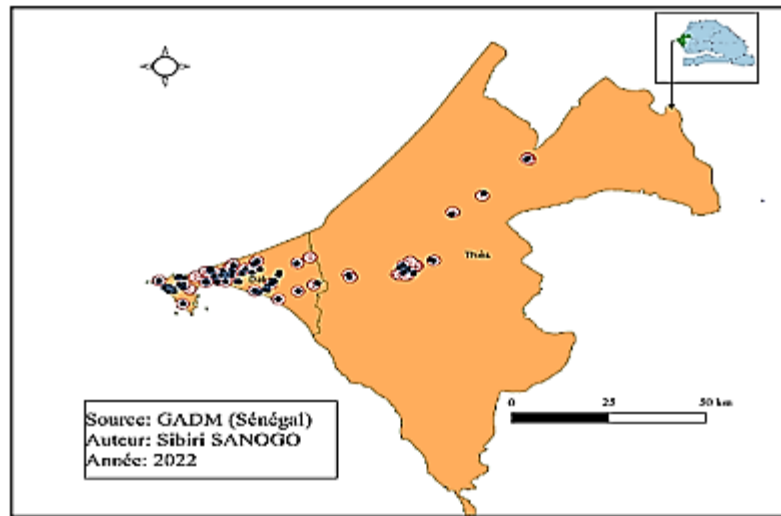 Thiès
0 25 50 km
Source: GADM (Sénégal)
Auteur: Sibiri SANOGO
Année: 2022